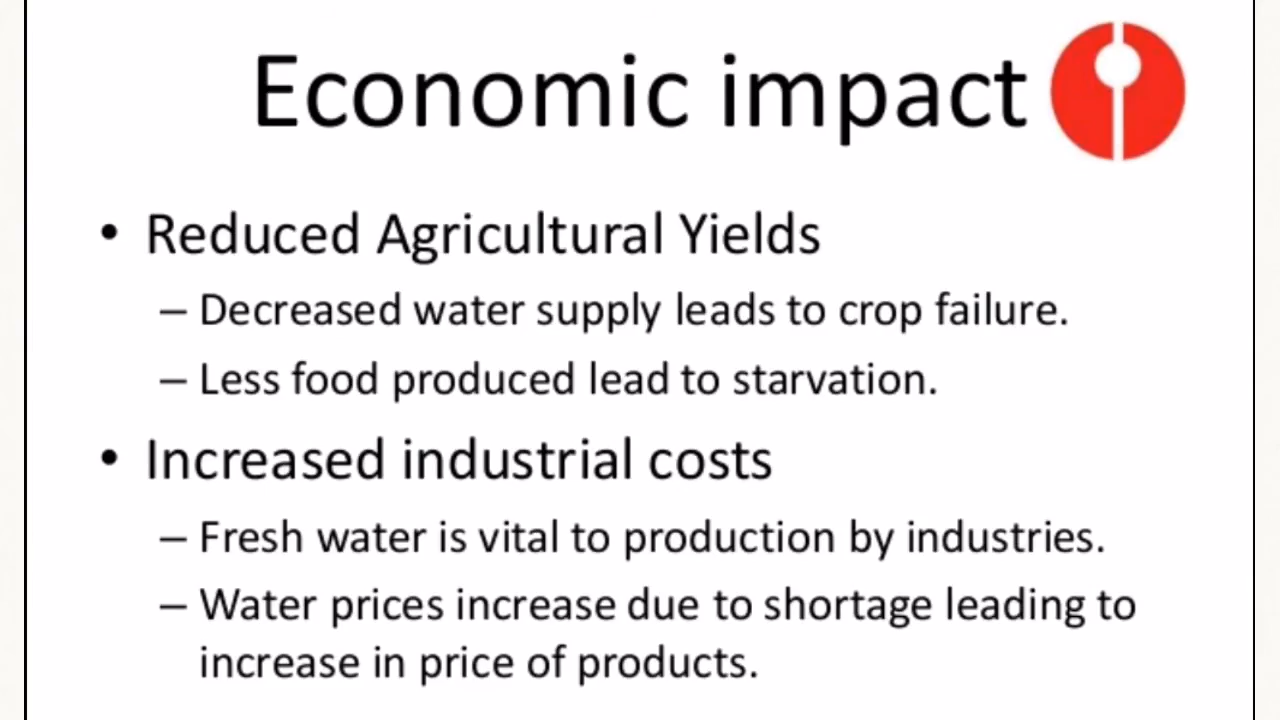 Economic impact
• Reduced Agricultural Yields
– Decreased water supply leads to crop failure.
– Less food produced lead to starvation.
• Increased industrial costs
– Fresh water is vital to production by industries.
– Water prices increase due to shortage leading to
increase in price of products.